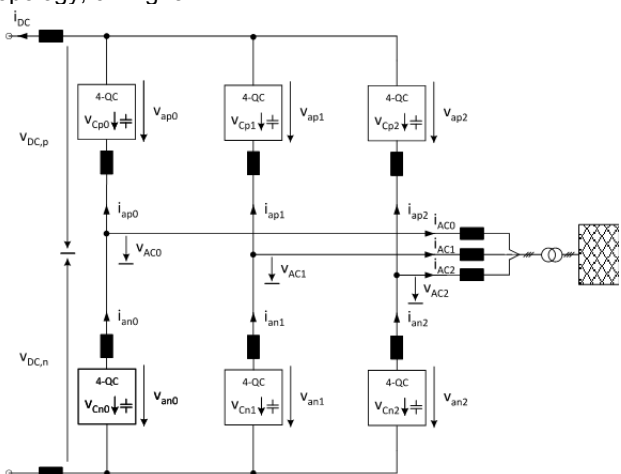 i_DC
4-QC
v_Cp0
v_ap0
4-QC
v_Cp1
v_ap1
4-QC
v_Cp2
v_ap2
v_DC,p
i_ap0
i_ap1
i_ap2
i_AC0
i_AC1
i_AC2
v_AC0
v_AC1
v_AC2
i_an0
i_an1
i_an2
v_DC,n
4-QC
v_Cn0
v_an0
4-QC
v_Cn1
v_an1
4-QC
v_Cn2
v_an2